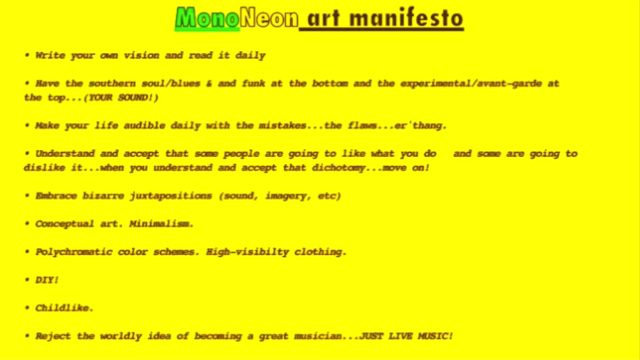 MonoNeon art manifesto
• Write your own vision and read it daily
• Have the southern soul/blues & and funk at the bottom and the experimental/avant-garde at
the top...(YOUR SOUND!)
• Make your life audible daily with the mistakes...the flaws...er'thang.
• Understand and accept that some people are going to like what you do and some are going to
dislike it...when you understand and accept that dichotomy...move on!
• Embrace bizarre juxtapositions (sound, imagery, etc)
• Conceptual art. Minimalism.
• Polychromatic color schemes. High-visibilty clothing.
• DIY!
• Childlike.
• Reject the worldly idea of becoming a great musician...JUST LIVE MUSIC!